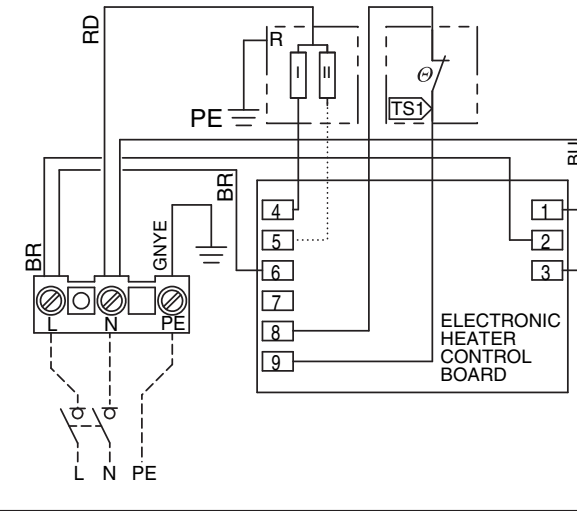 RD
R
I
II
Θ
PE
TS1
BU
BR
BR
GNYE
4
1
5
2
6
3
7
8
9
ELECTRONIC
HEATER
CONTROL
BOARD
L
N
PE
L
N
PE